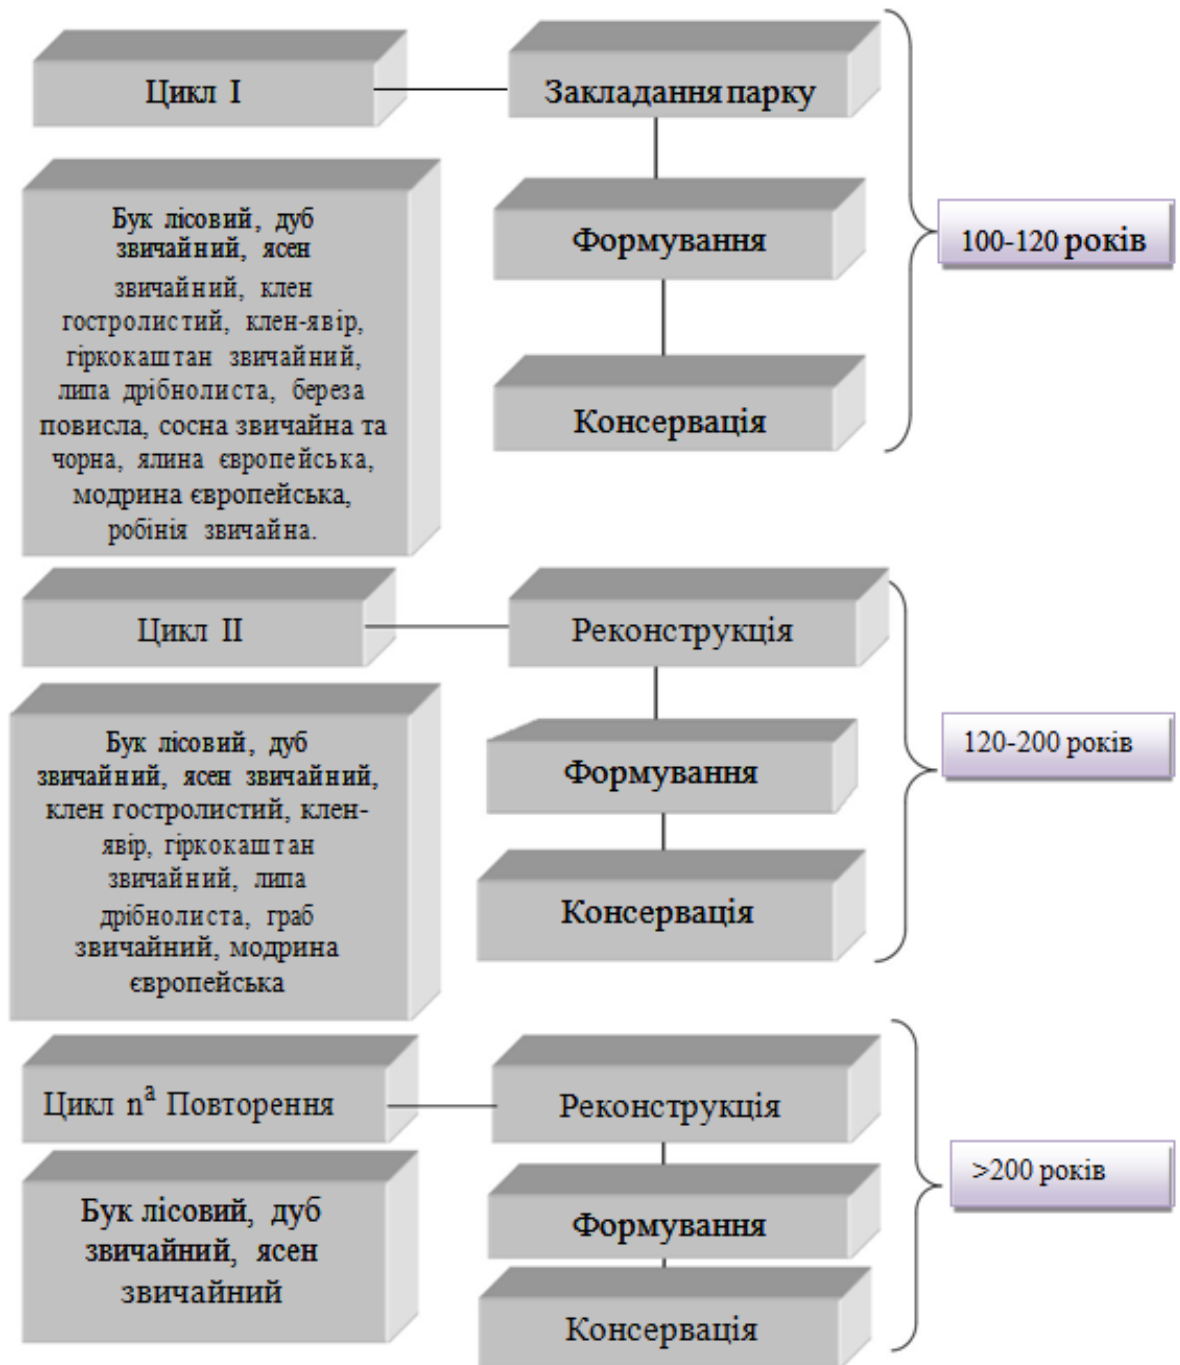 Цикл I
Закладання парку
Формування
Консервація
100-120 років
Бук лісовий, дуб
звичайний, ясен
звичайний, клен
гостролистий, клен-явір,
гіркокаштан звичайний,
липа дрібнолиста, береза
повисла, сосна звичайна та
чорна, ялина європейська,
модрина європейська,
робінія звичайна.
Цикл II
Реконструкція
Формування
Консервація
120-200 років
Бук лісовий, дуб
звичайний, ясен звичайний,
клен гостролистий, клен-
явір, гіркокаштан
звичайний, липа
дрібнолиста, граб
звичайний, модрина
європейська
Цикл nª Повторення
Реконструкція
Формування
Консервація
>200 років
Бук лісовий, дуб
звичайний, ясен
звичайний